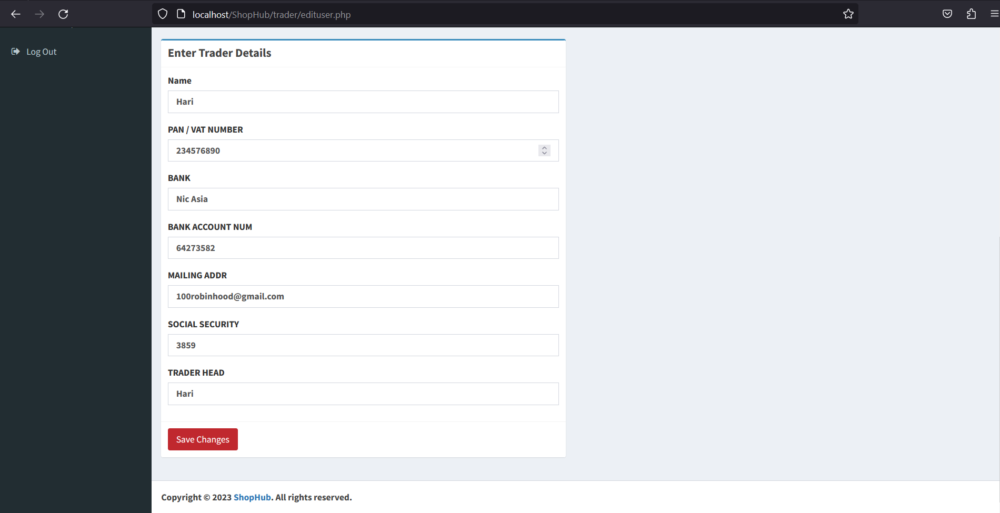 localhost/ShopHub/trader/edituser.php
Log Out
Enter Trader Details
Name
Hari
PAN / VAT NUMBER
234576890
BANK
Nic Asia
BANK ACCOUNT NUM
64273582
MAILING ADDR
100robinhood@gmail.com
SOCIAL SECURITY
3859
TRADER HEAD
Hari
Save Changes
Copyright © 2023 ShopHub. All rights reserved.